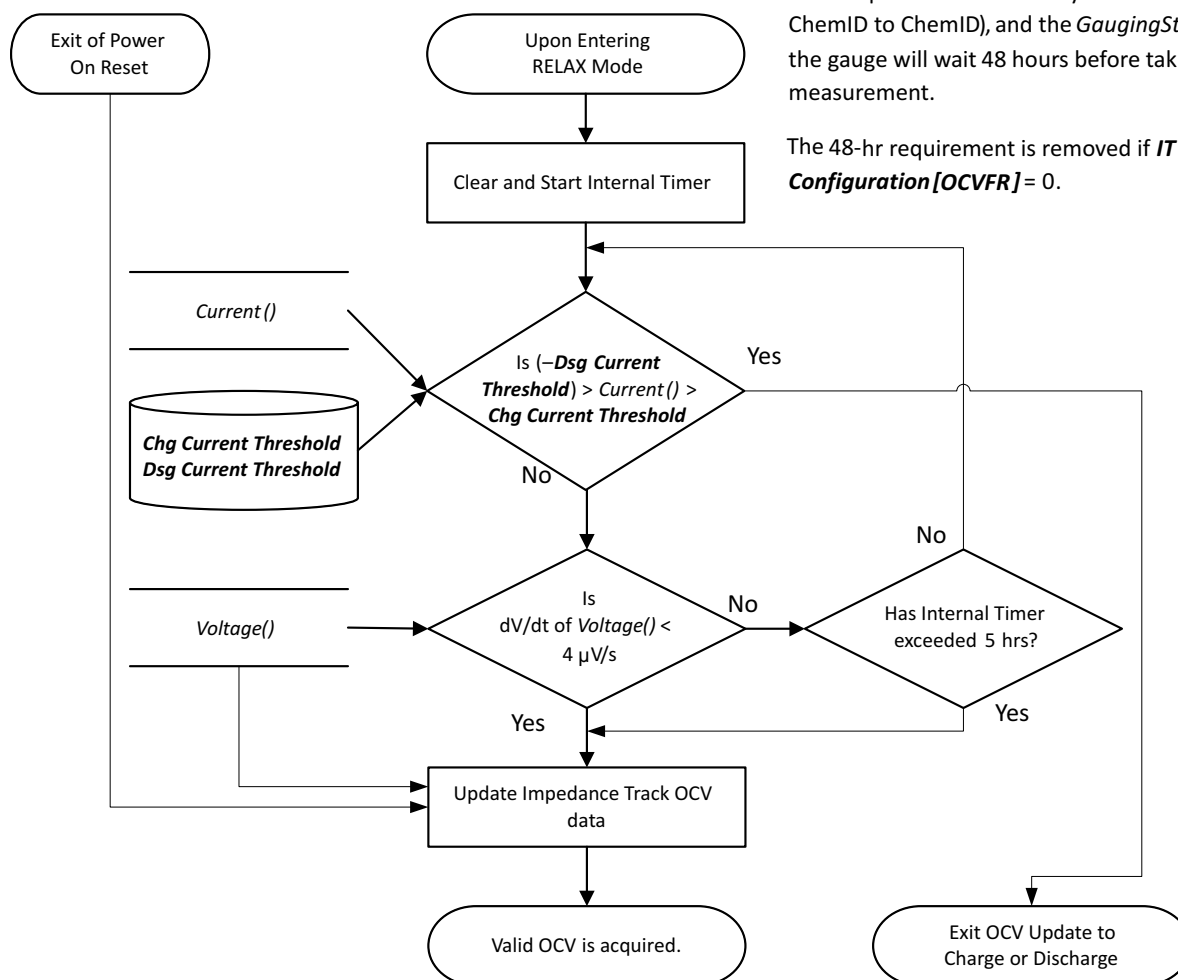 Exit of Power
On Reset
Upon Entering
RELAX Mode
ChemID to ChemID), and the
the gauge will wait 48 hours before
measurement.
The 48-hr requirement is removed if IT
Configuration [OCVFR] = 0.
Clear and Start Internal Timer
Current ()
Chg Current Threshold
Dsg Current Threshold
Is (–Dsg Current
Threshold) > Current () >
Chg Current Threshold
Yes
No
Voltage()
Is
dV/dt of Voltage() <
4 μV/s
No
Yes
No
Has Internal Timer
exceeded 5 hrs?
Yes
Update Impedance Track OCV
data
Valid OCV is acquired.
Exit OCV Update to
Charge or Discharge